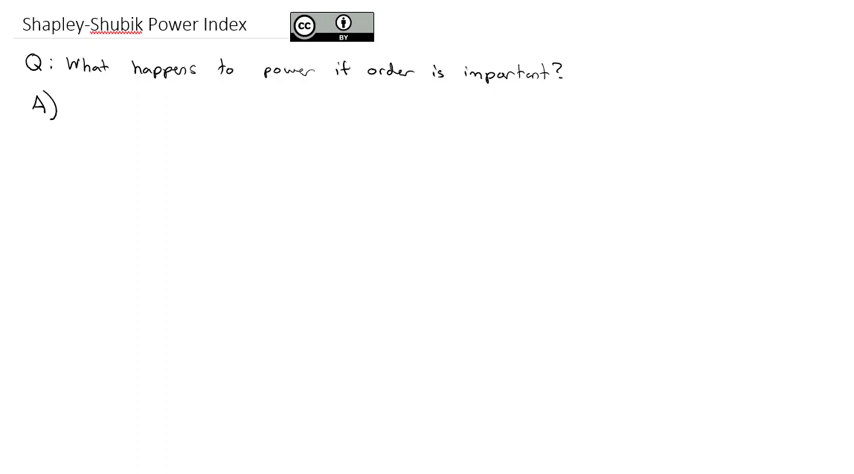 Shapley-Shubik Power Index
cc BY
Q: What happens to power if order is important?
A)